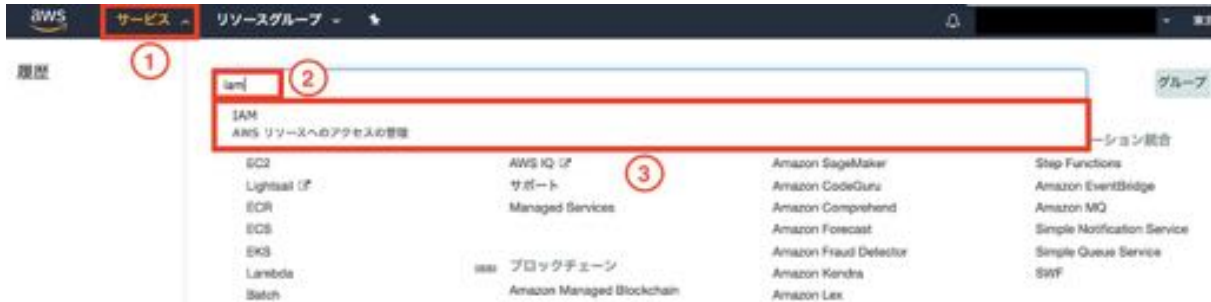 aws サービス リソースグループ 東京
履歴
①
iam ②
グループ
IAM
AWS リソースへのアクセスの管理
③
ーション統合
EC2 AWS IQ Amazon SageMaker Step Functions
Lightsail サポート Amazon CodeGuru Amazon EventBridge
ECR Managed Services Amazon Comprehend Amazon MQ
ECS Amazon Forecast Simple Notification Service
EKS Amazon Fraud Detector Simple Queue Service
Lambda ブロックチェーン Amazon Kendra SWF
Batch Amazon Managed Blockchain Amazon Lex